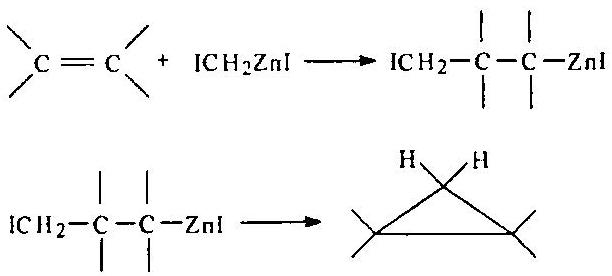 C=C + ICH2ZnI → ICH2-C-C-ZnI
H H
ICH2-C-C-ZnI →